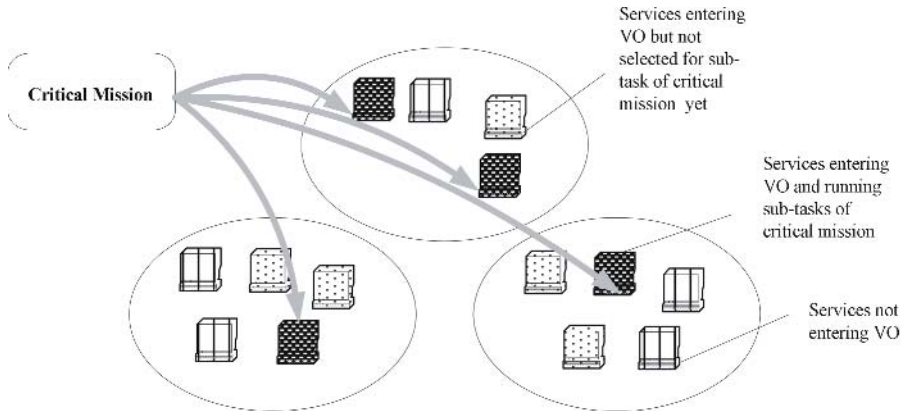 Services entering
VO but not
selected for sub-
task of critical
mission yet
Critical Mission
Services entering
VO and running
sub-tasks of
critical mission
Services not
entering VO